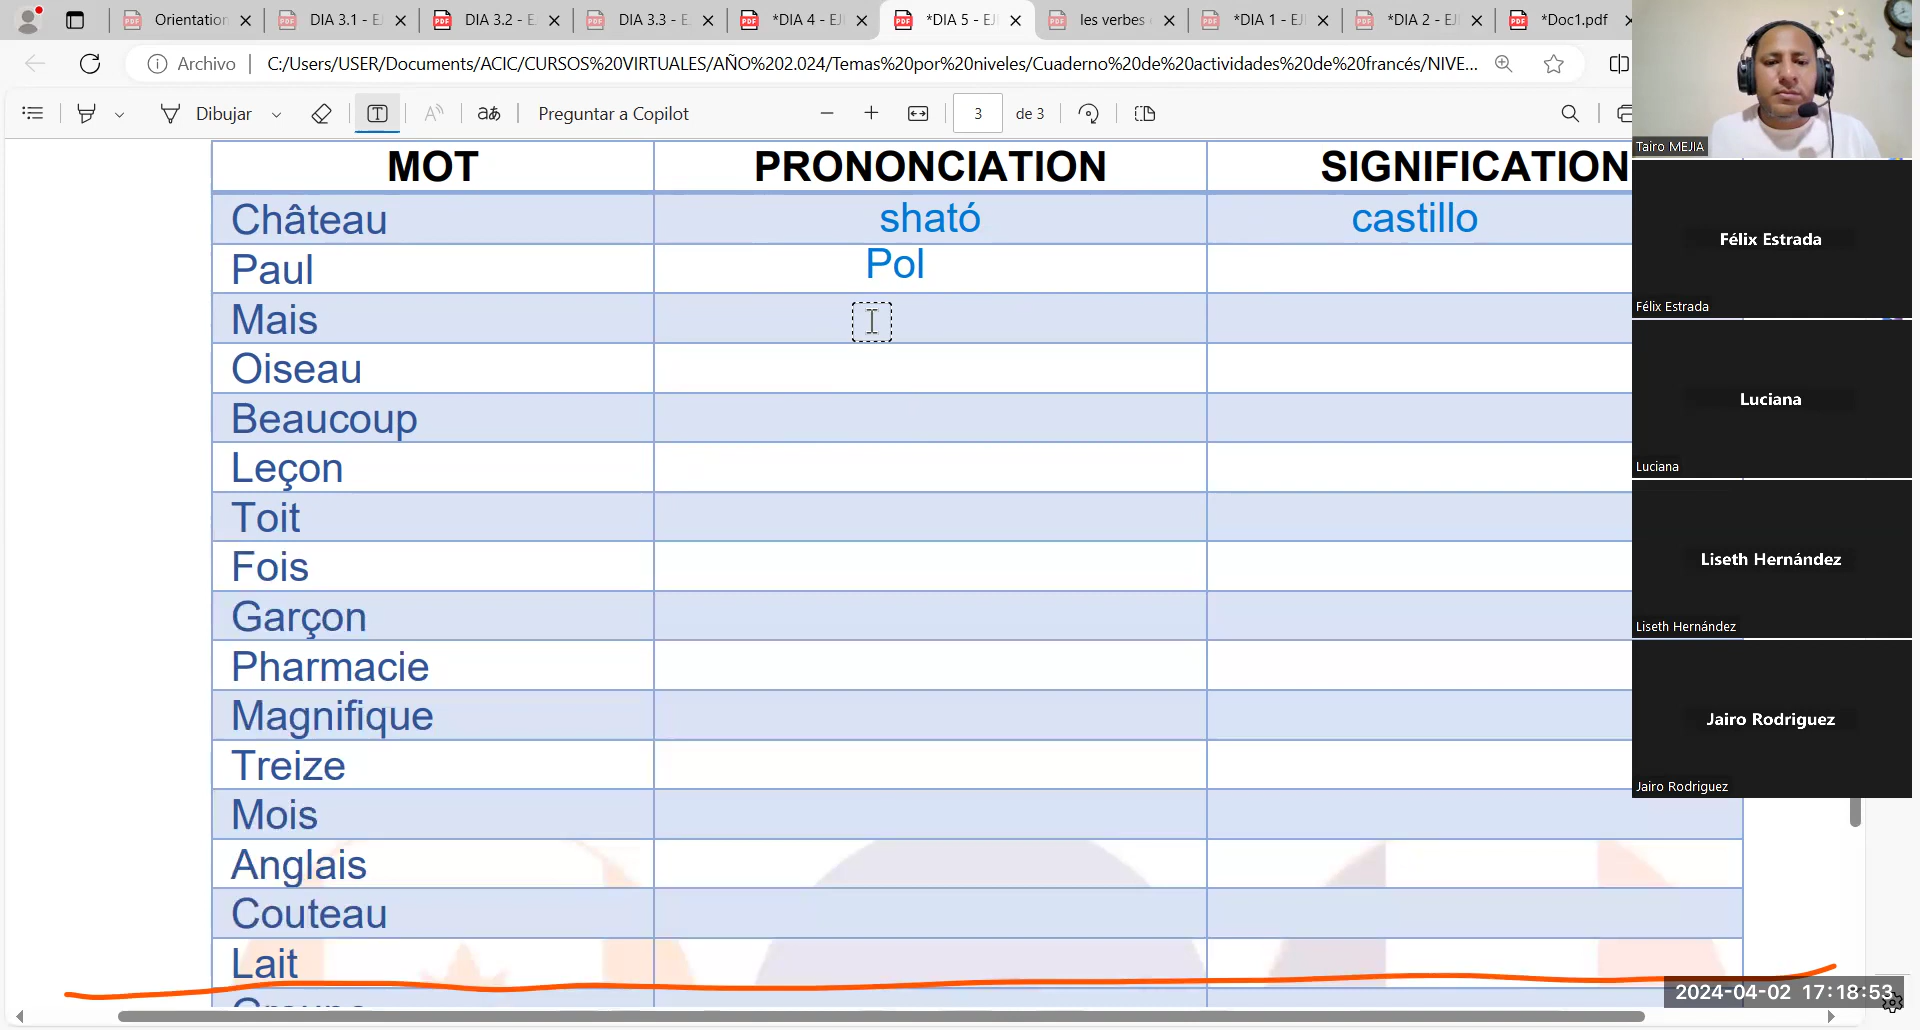 Orientation
DIA 3.1 - E
DIA 3.2 - E
DIA 3.3 - E
*DIA 4 - EJ
*DIA 5 - EJ
les verbes
*DIA 1 - EJ
*DIA 2 - EJ
*Doc1.pdf
Archivo
C:/Users/USER/Documents/ACIC/CURSOS%20VIRTUALES/AÑO%202.024/Temas%20por%20niveles/Cuaderno%20de%20actividades%20de%20francés/NIVE...
Dibujar
Preguntar a Copilot
3 de 3
MOT PRONONCIATION SIGNIFICATION
Château sható castillo
Paul Pol
Mais
Oiseau
Beaucoup
Leçon
Toit
Fois
Garçon
Pharmacie
Magnifique
Treize
Mois
Anglais
Couteau
Lait
Tairo MEJIA
Félix Estrada
Félix Estrada
Luciana
Luciana
Liseth Hernández
Liseth Hernández
Jairo Rodriguez
Jairo Rodriguez
2024-04-02 17:18:53